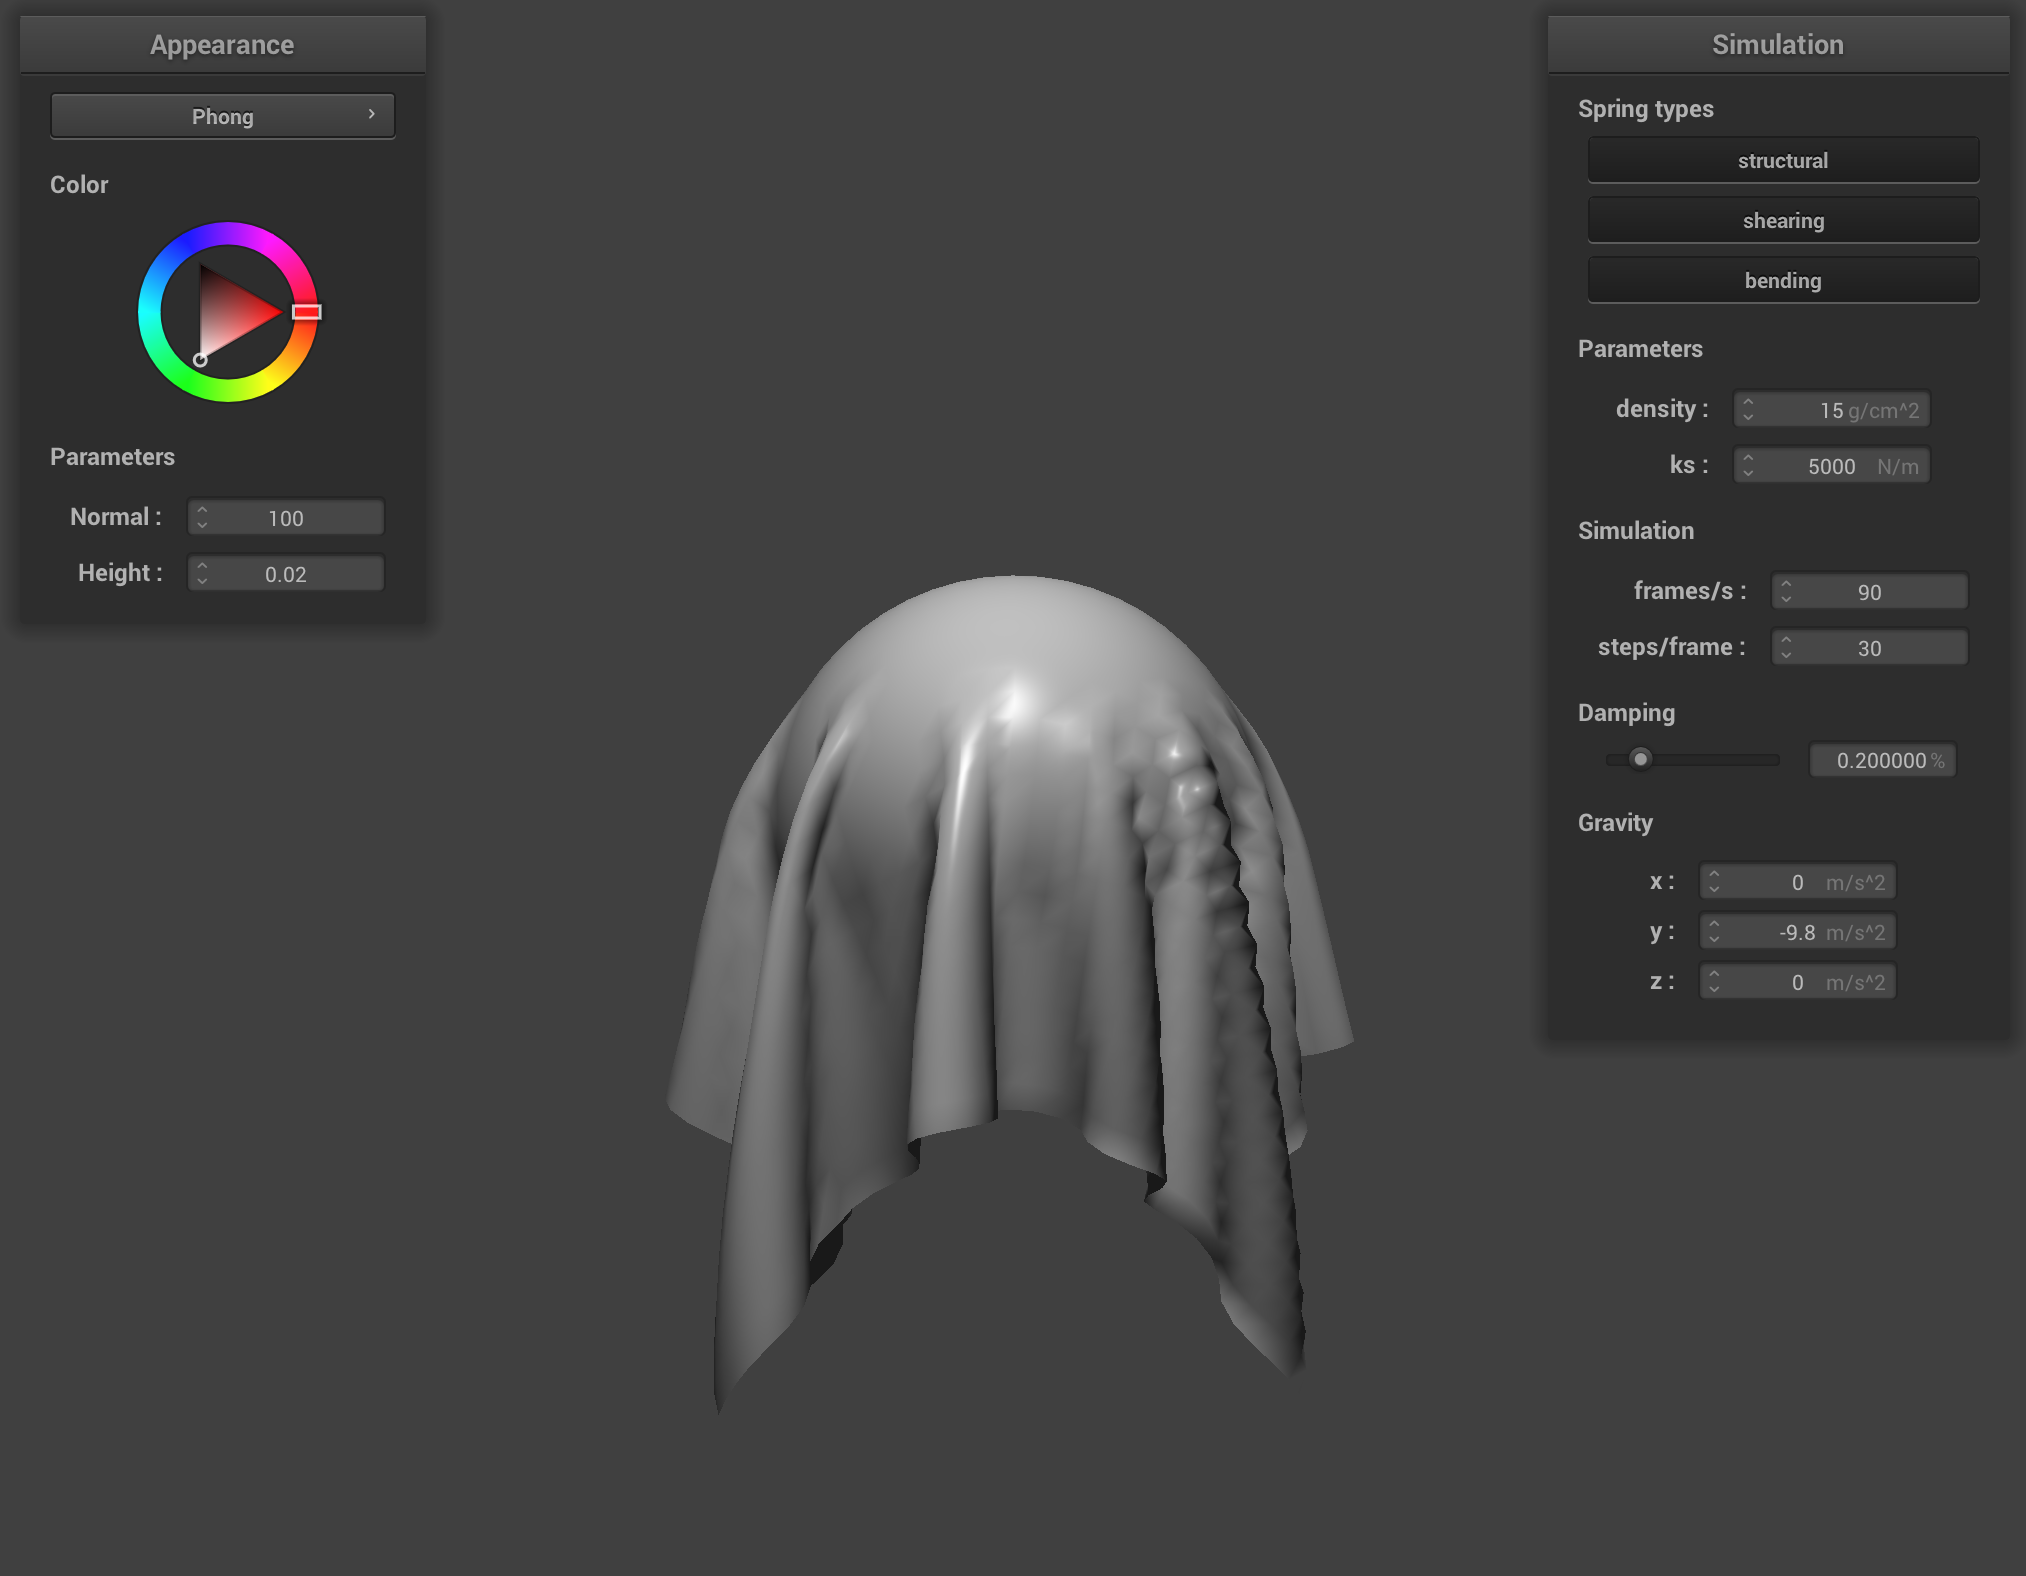 Appearance
Phong
Color
Parameters
Normal : 100
Height : 0.02
Simulation
Spring types
structural
shearing
bending
Parameters
density : 15 g/cm^2
ks : 5000 N/m
Simulation
frames/s : 90
steps/frame : 30
Damping
0.200000 %
Gravity
x : 0 m/s^2
y : -9.8 m/s^2
z : 0 m/s^2